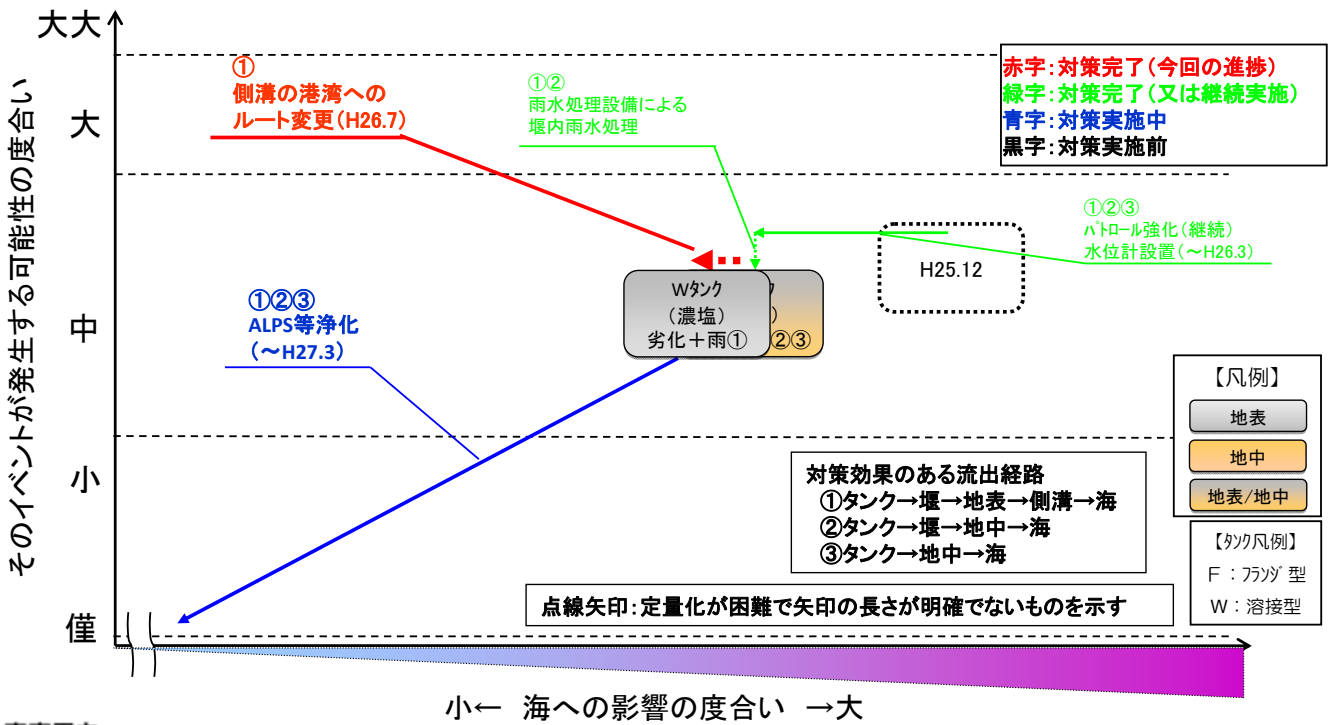 大大
大
中
小
僅
そのイベントが発生する可能性の度合い
①
側溝の港湾への
ルート変更(H26.7)
①②
雨水処理設備による
堰内雨水処理
赤字:対策完了(今回の進捗)
緑字:対策完了(又は継続実施)
青字:対策実施中
黒字:対策実施前
①②③
パトロール強化(継続)
水位計設置(~H26.3)
H25.12
Wタンク
(濃塩)
劣化+雨①
ク
)
②③
①②③
ALPS等浄化
(~H27.3)
【凡例】
地表
地中
地表/地中
対策効果のある流出経路
①タンク→堰→地表→側溝→海
②タンク→堰→地中→海
③タンク→地中→海
【タンク凡例】
F:フランジ型
W:溶接型
点線矢印:定量化が困難で矢印の長さが明確でないものを示す
小← 海への影響の度合い →大